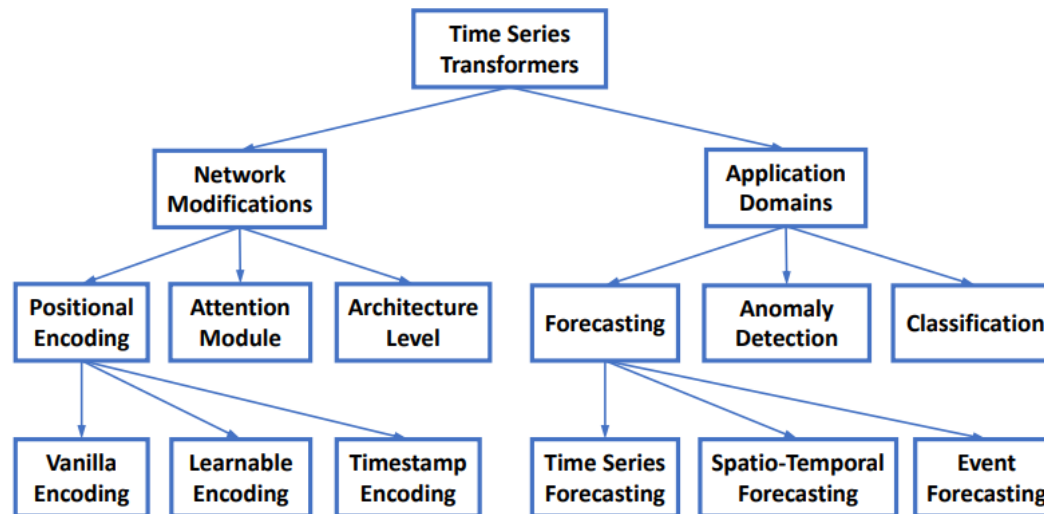 Time Series
Transformers
Network
Modifications
Application
Domains
Positional
Encoding
Attention
Module
Architecture
Level
Forecasting
Anomaly
Detection
Classification
Vanilla
Encoding
Learnable
Encoding
Timestamp
Encoding
Time Series
Forecasting
Spatio-Temporal
Forecasting
Event
Forecasting